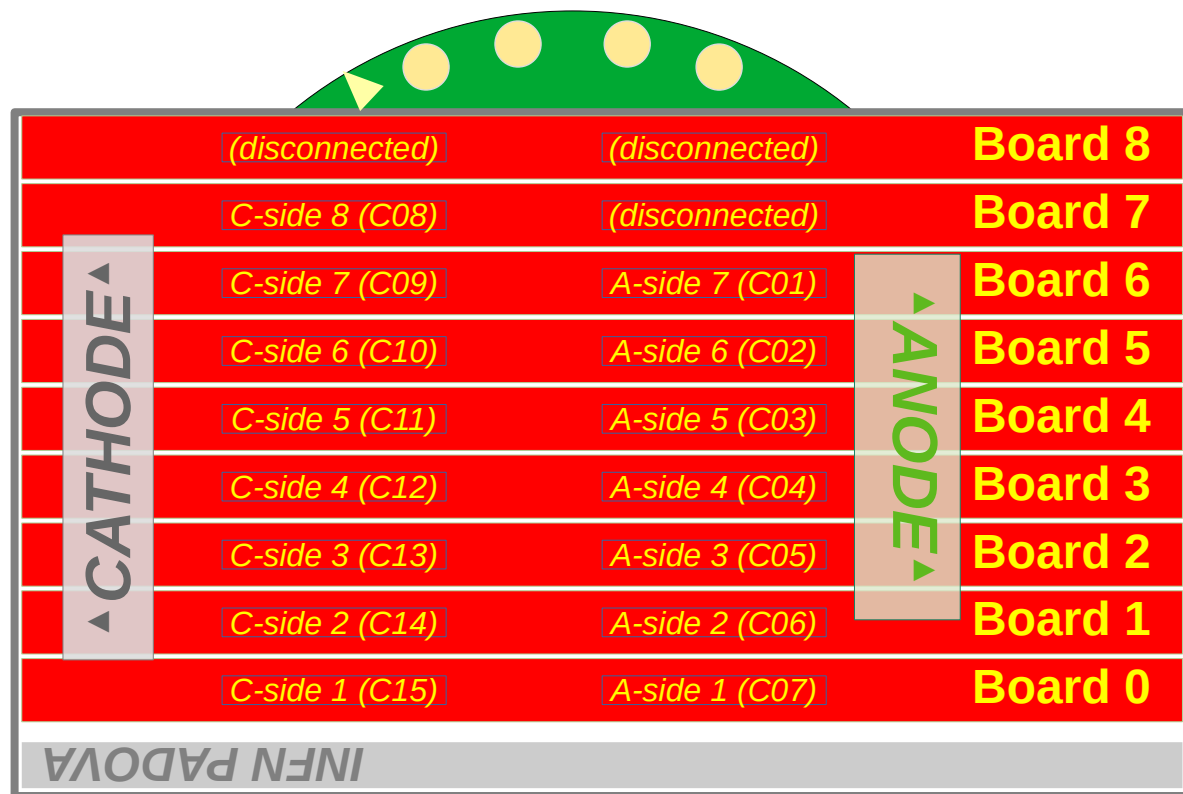 (disconnected) (disconnected) Board 8
C-side 8 (C08) (disconnected) Board 7
C-side 7 (C09) A-side 7 (C01) Board 6
C-side 6 (C10) A-side 6 (C02) Board 5
C-side 5 (C11) A-side 5 (C03) Board 4
C-side 4 (C12) A-side 4 (C04) Board 3
C-side 3 (C13) A-side 3 (C05) Board 2
C-side 2 (C14) A-side 2 (C06) Board 1
C-side 1 (C15) A-side 1 (C07) Board 0
CATHODE
ANODE
INFN PADOVA